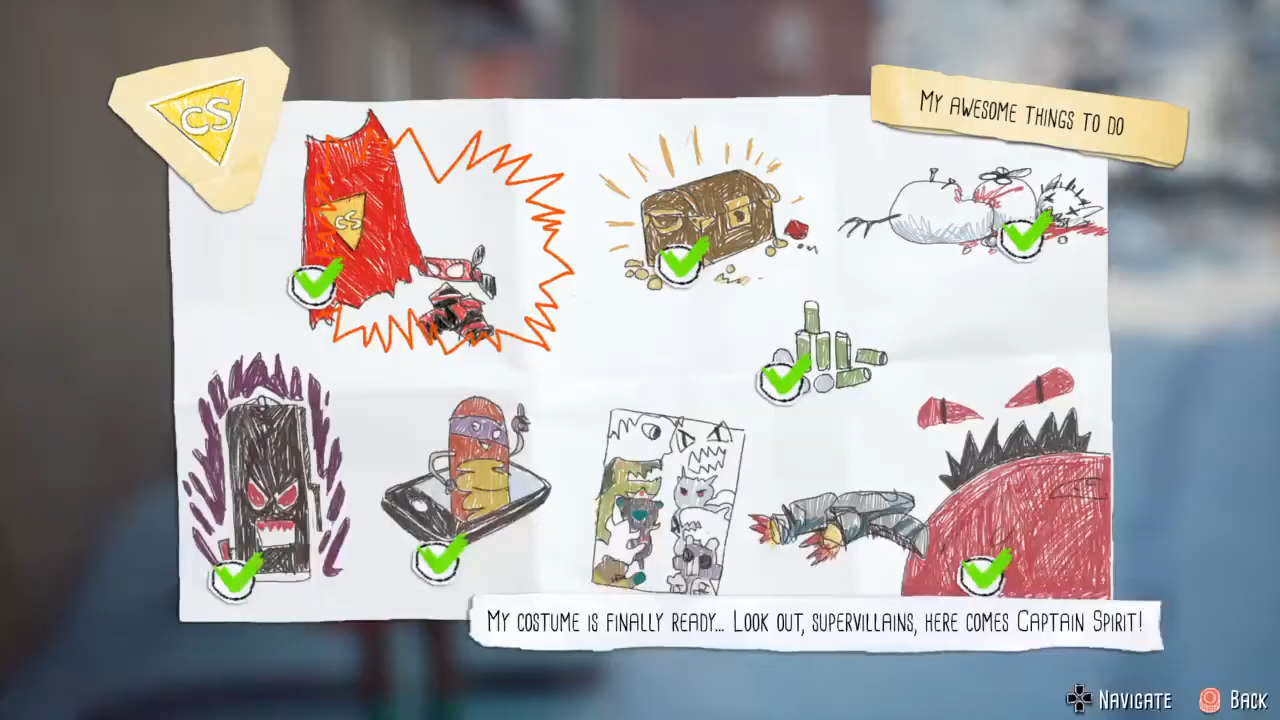 CS
My awesome things to do
CS
My costume is finally ready... Look out, supervillains, here comes Captain Spirit!
Navigate
Back